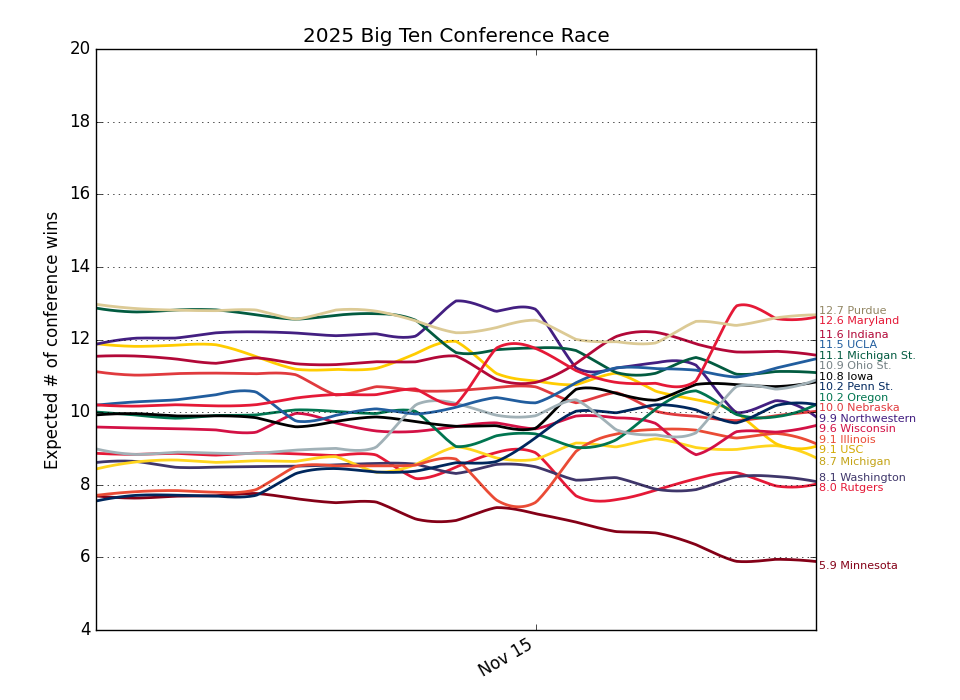 2025 Big Ten Conference Race
Expected # of conference wins
20
18
16
14
12
10
8
6
4
Nov 15
12.7 Purdue
12.6 Maryland
11.6 Indiana
11.5 UCLA
11.1 Michigan St.
10.9 Ohio St.
10.8 Iowa
10.2 Penn St.
10.2 Oregon
10.0 Nebraska
9.9 Northwestern
9.6 Wisconsin
9.1 Illinois
9.1 USC
8.7 Michigan
8.1 Washington
8.0 Rutgers
5.9 Minnesota